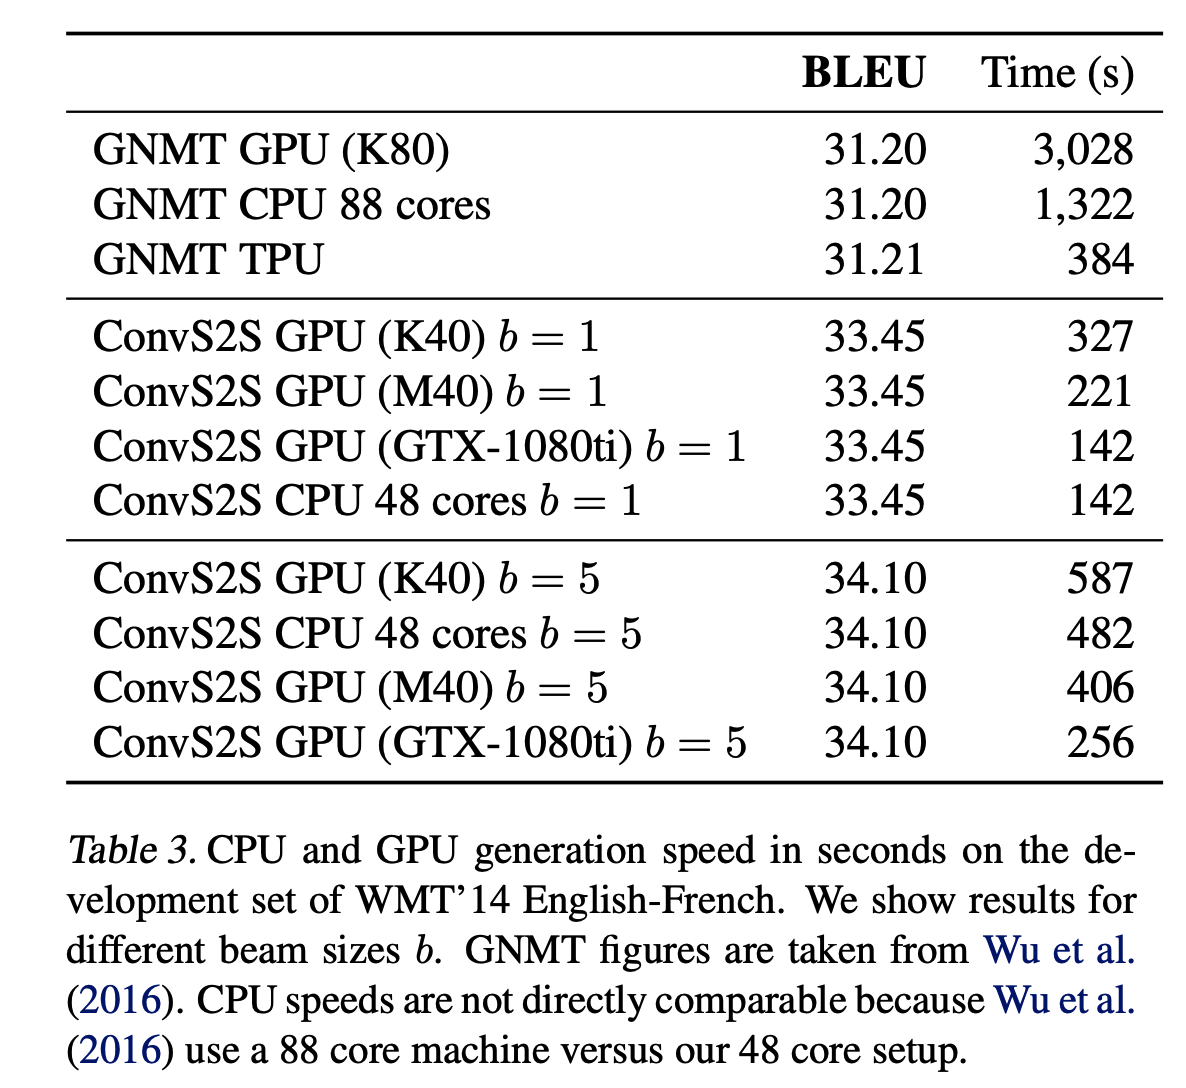 BLEU Time (s)
GNMT GPU (K80) 31.20 3,028
GNMT CPU 88 cores 31.20 1,322
GNMT TPU 31.21 384
ConvS2S GPU (K40) b = 1 33.45 327
ConvS2S GPU (M40) b = 1 33.45 221
ConvS2S GPU (GTX-1080ti) b = 1 33.45 142
ConvS2S CPU 48 cores b = 1 33.45 142
ConvS2S GPU (K40) b = 5 34.10 587
ConvS2S CPU 48 cores b = 5 34.10 482
ConvS2S GPU (M40) b = 5 34.10 406
ConvS2S GPU (GTX-1080ti) b = 5 34.10 256
Table 3. CPU and GPU generation speed in seconds on the de-
velopment set of WMT’14 English-French. We show results for
different beam sizes b. GNMT figures are taken from Wu et al.
(2016). CPU speeds are not directly comparable because Wu et al.
(2016) use a 88 core machine versus our 48 core setup.